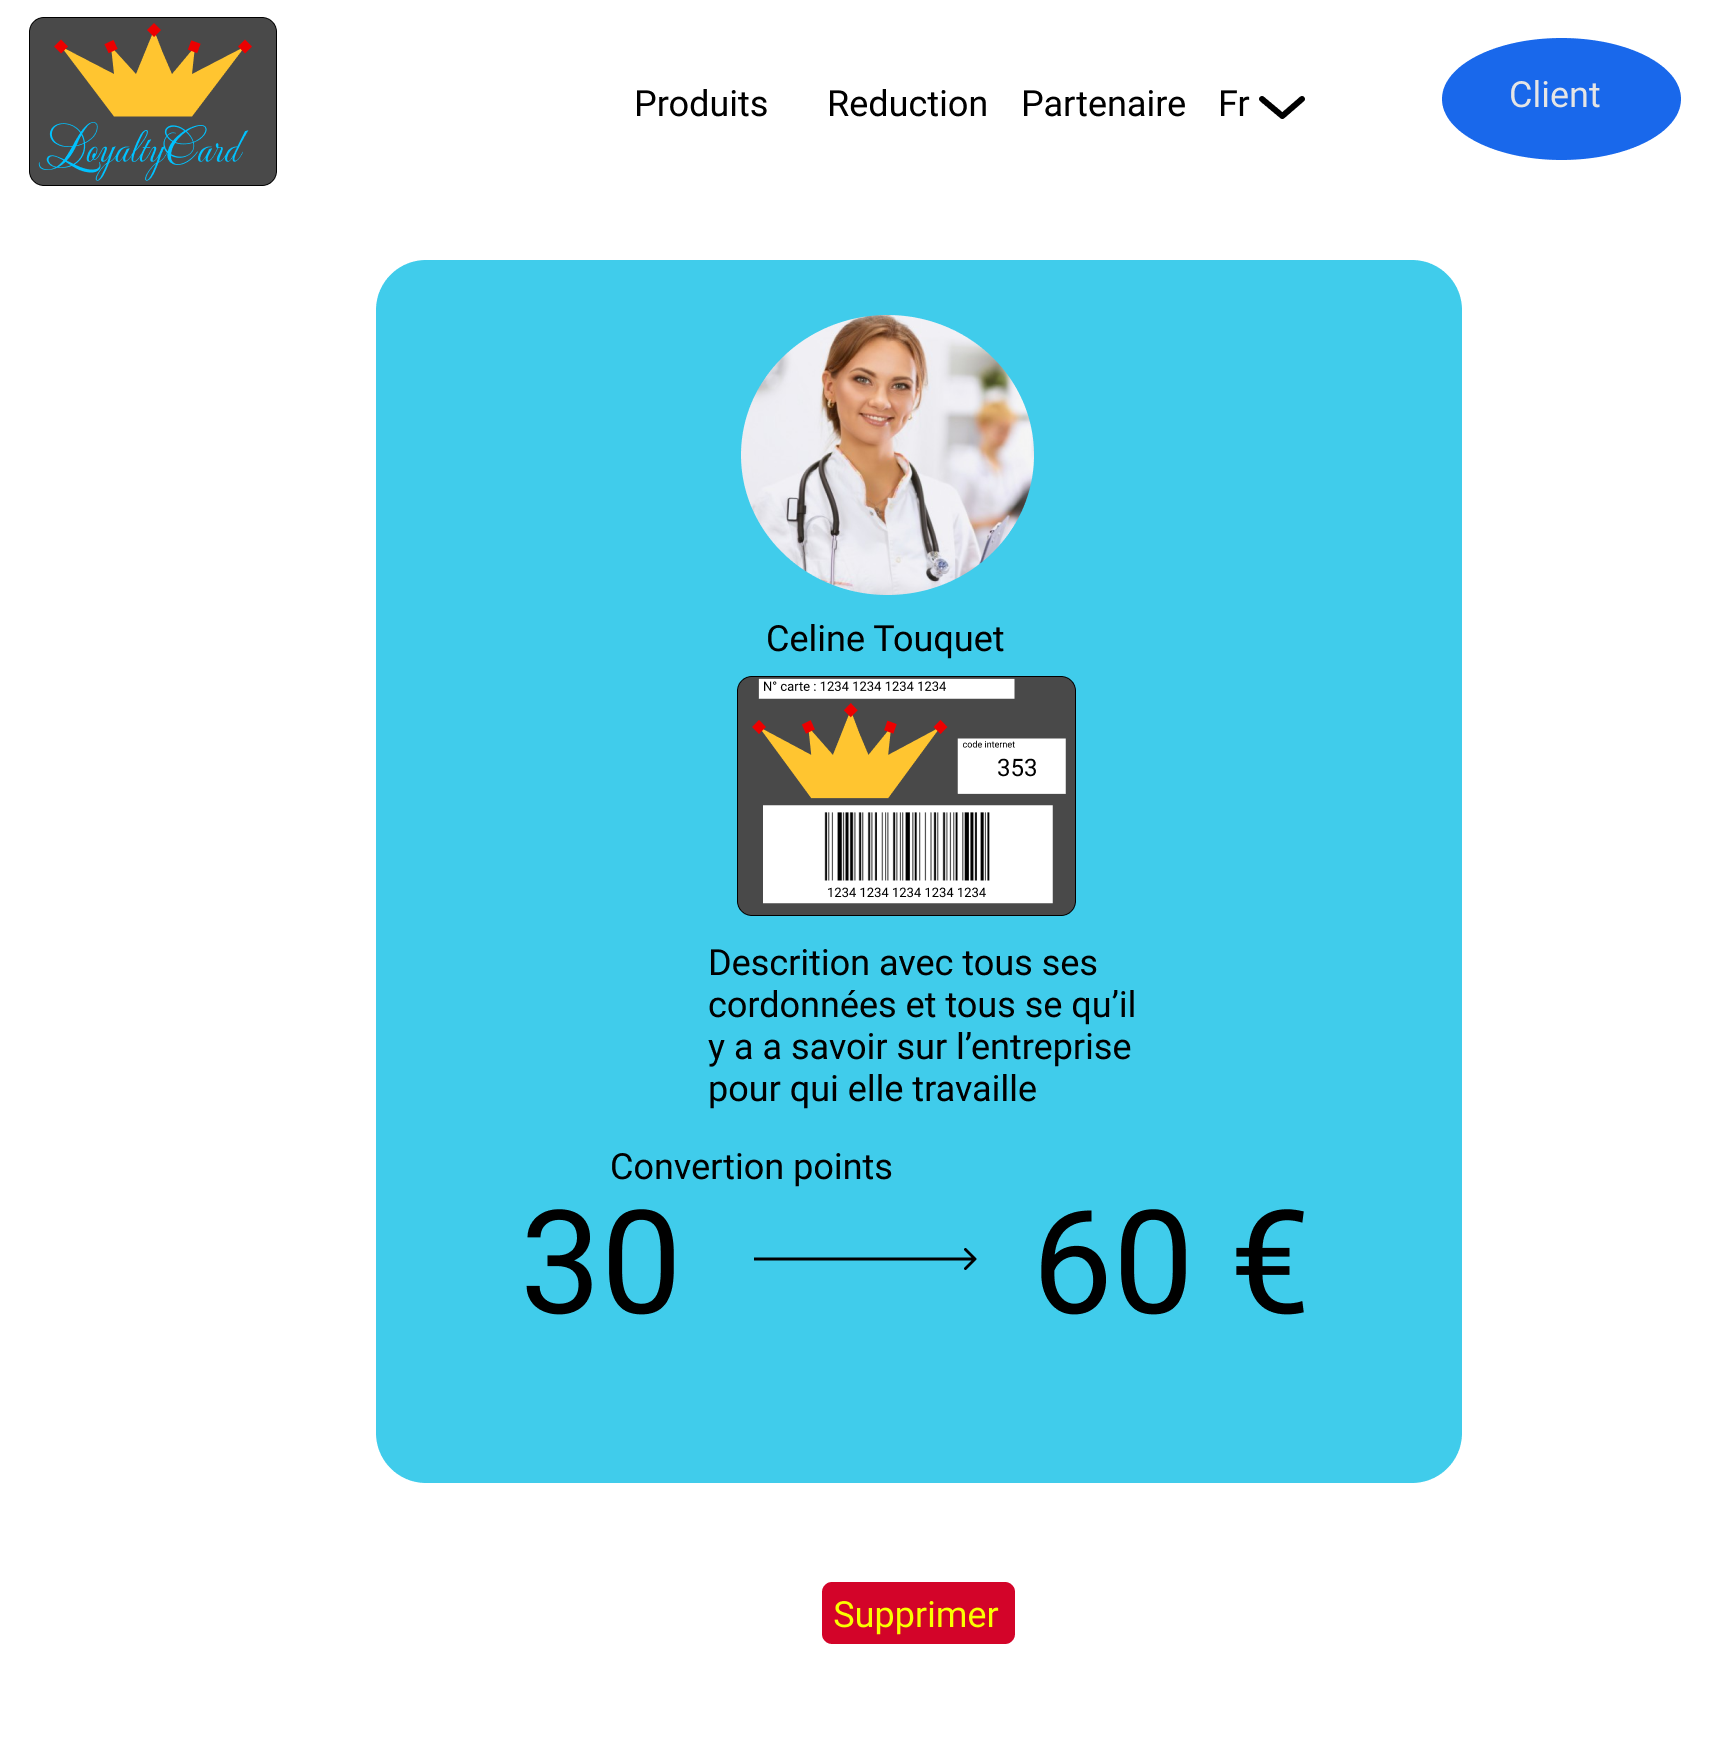 LoyaltyCard
Produits
Reduction
Partenaire
Fr
Client
Celine Touquet
N° carte : 1234 1234 1234 1234
code internet
353
1234 1234 1234 1234 1234
Descrition avec tous ses
cordonnées et tous se qu’il
y a a savoir sur l’entreprise
pour qui elle travaille
Convertion points
30
60 €
Supprimer